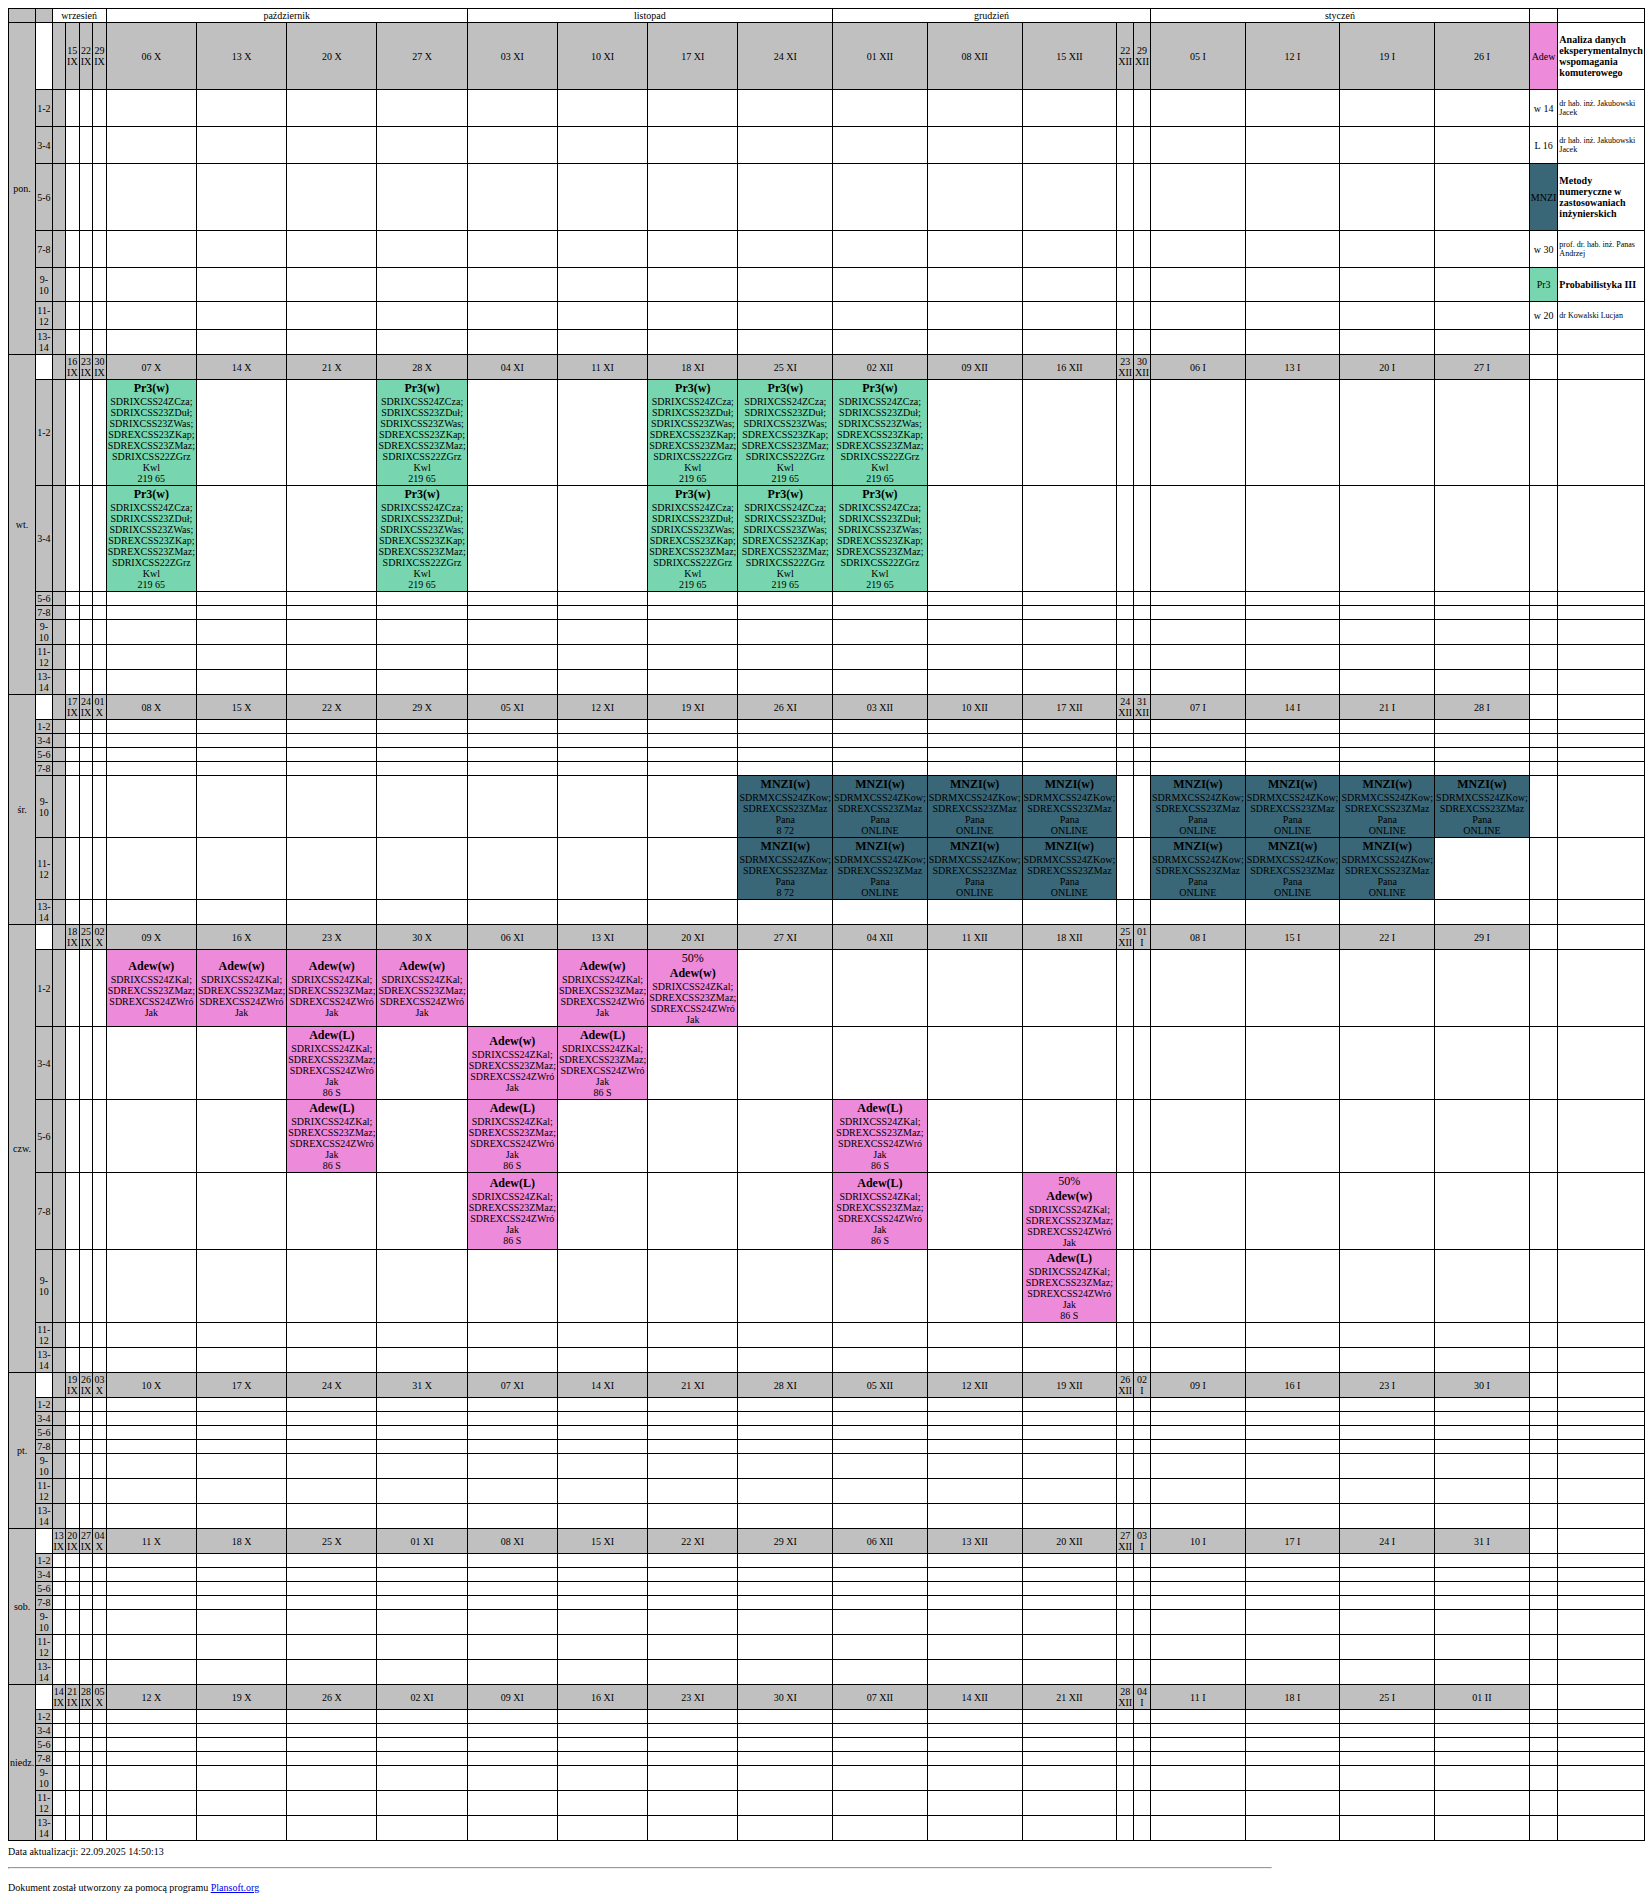 wrzesień październik listopad grudzień styczeń
pon. 15 IX 22 IX 29 IX 06 X 13 X 20 X 27 X 03 XI 10 XI 17 XI 24 XI 01 XII 08 XII 15 XII 22 XII 29 XII 05 I 12 I 19 I 26 I Adew Analiza danych eksperymentalnych wspomagania komuterowego
1-2 w 14 dr hab. inż. Jakubowski Jacek
3-4 L 16 dr hab. inż. Jakubowski Jacek
5-6 MNZI Metody numeryczne w zastosowaniach inżynierskich
7-8 w 30 prof. dr. hab. inż. Panas Andrzej
9-10 Pr3 Probabilistyka III
11-12 w 20 dr Kowalski Lucjan
13-14
wt. 16 IX 23 IX 30 IX 07 X 14 X 21 X 28 X 04 XI 11 XI 18 XI 25 XI 02 XII 09 XII 16 XII 23 XII 30 XII 06 I 13 I 20 I 27 I
1-2
Pr3(w) Pr3(w) Pr3(w) Pr3(w) Pr3(w)
SDRIXCSS24ZCza; SDRIXCSS24ZCza; SDRIXCSS24ZCza; SDRIXCSS24ZCza; SDRIXCSS24ZCza;
SDRIXCSS23ZDuł; SDRIXCSS23ZDuł; SDRIXCSS23ZDuł; SDRIXCSS23ZDuł; SDRIXCSS23ZDuł;
SDRIXCSS23ZWas; SDRIXCSS23ZWas; SDRIXCSS23ZWas; SDRIXCSS23ZWas; SDRIXCSS23ZWas;
SDREXCSS23ZKap; SDREXCSS23ZKap; SDREXCSS23ZKap; SDREXCSS23ZKap; SDREXCSS23ZKap;
SDREXCSS23ZMaz; SDREXCSS23ZMaz; SDREXCSS23ZMaz; SDREXCSS23ZMaz; SDREXCSS23ZMaz;
SDRIXCSS22ZGrz SDRIXCSS22ZGrz SDRIXCSS22ZGrz SDRIXCSS22ZGrz SDRIXCSS22ZGrz
Kwl Kwl Kwl Kwl Kwl
219 65 219 65 219 65 219 65 219 65
3-4
Pr3(w) Pr3(w) Pr3(w) Pr3(w) Pr3(w)
SDRIXCSS24ZCza; SDRIXCSS24ZCza; SDRIXCSS24ZCza; SDRIXCSS24ZCza; SDRIXCSS24ZCza;
SDRIXCSS23ZDuł; SDRIXCSS23ZDuł; SDRIXCSS23ZDuł; SDRIXCSS23ZDuł; SDRIXCSS23ZDuł;
SDRIXCSS23ZWas; SDRIXCSS23ZWas; SDRIXCSS23ZWas; SDRIXCSS23ZWas; SDRIXCSS23ZWas;
SDREXCSS23ZKap; SDREXCSS23ZKap; SDREXCSS23ZKap; SDREXCSS23ZKap; SDREXCSS23ZKap;
SDREXCSS23ZMaz; SDREXCSS23ZMaz; SDREXCSS23ZMaz; SDREXCSS23ZMaz; SDREXCSS23ZMaz;
SDRIXCSS22ZGrz SDRIXCSS22ZGrz SDRIXCSS22ZGrz SDRIXCSS22ZGrz SDRIXCSS22ZGrz
Kwl Kwl Kwl Kwl Kwl
219 65 219 65 219 65 219 65 219 65
5-6
7-8
9-10
11-12
13-14
śr. 17 IX 24 IX 01 X 08 X 15 X 22 X 29 X 05 XI 12 XI 19 XI 26 XI 03 XII 10 XII 17 XII 24 XII 31 XII 07 I 14 I 21 I 28 I
1-2
3-4
5-6
7-8
9-10
MNZI(w) MNZI(w) MNZI(w) MNZI(w) MNZI(w) MNZI(w) MNZI(w) MNZI(w)
SDRMXCSS24ZKow; SDRMXCSS24ZKow; SDRMXCSS24ZKow; SDRMXCSS24ZKow; SDRMXCSS24ZKow; SDRMXCSS24ZKow; SDRMXCSS24ZKow; SDRMXCSS24ZKow;
SDREXCSS23ZMaz SDREXCSS23ZMaz SDREXCSS23ZMaz SDREXCSS23ZMaz SDREXCSS23ZMaz SDREXCSS23ZMaz SDREXCSS23ZMaz SDREXCSS23ZMaz
Pana Pana Pana Pana Pana Pana Pana Pana
8 72 ONLINE ONLINE ONLINE ONLINE ONLINE ONLINE ONLINE
11-12
MNZI(w) MNZI(w) MNZI(w) MNZI(w) MNZI(w) MNZI(w) MNZI(w)
SDRMXCSS24ZKow; SDRMXCSS24ZKow; SDRMXCSS24ZKow; SDRMXCSS24ZKow; SDRMXCSS24ZKow; SDRMXCSS24ZKow; SDRMXCSS24ZKow;
SDREXCSS23ZMaz SDREXCSS23ZMaz SDREXCSS23ZMaz SDREXCSS23ZMaz SDREXCSS23ZMaz SDREXCSS23ZMaz SDREXCSS23ZMaz
Pana Pana Pana Pana Pana Pana Pana
8 72 ONLINE ONLINE ONLINE ONLINE ONLINE ONLINE
13-14
czw. 18 IX 25 IX 02 X 09 X 16 X 23 X 30 X 06 XI 13 XI 20 XI 27 XI 04 XII 11 XII 18 XII 25 XII 01 I 08 I 15 I 22 I 29 I
1-2
50%
Adew(w) Adew(w) Adew(w) Adew(w) Adew(w) Adew(w)
SDRIXCSS24ZKal; SDRIXCSS24ZKal; SDRIXCSS24ZKal; SDRIXCSS24ZKal; SDRIXCSS24ZKal; SDRIXCSS24ZKal;
SDREXCSS23ZMaz; SDREXCSS23ZMaz; SDREXCSS23ZMaz; SDREXCSS23ZMaz; SDREXCSS23ZMaz; SDREXCSS23ZMaz;
SDREXCSS24ZWró SDREXCSS24ZWró SDREXCSS24ZWró SDREXCSS24ZWró SDREXCSS24ZWró SDREXCSS24ZWró
Jak Jak Jak Jak Jak Jak
3-4
Adew(L) Adew(w) Adew(L)
SDRIXCSS24ZKal; SDRIXCSS24ZKal; SDRIXCSS24ZKal;
SDREXCSS23ZMaz; SDREXCSS23ZMaz; SDREXCSS23ZMaz;
SDREXCSS24ZWró SDREXCSS24ZWró SDREXCSS24ZWró
Jak Jak Jak
86 S 86 S
5-6
Adew(L) Adew(L) Adew(L)
SDRIXCSS24ZKal; SDRIXCSS24ZKal; SDRIXCSS24ZKal;
SDREXCSS23ZMaz; SDREXCSS23ZMaz; SDREXCSS23ZMaz;
SDREXCSS24ZWró SDREXCSS24ZWró SDREXCSS24ZWró
Jak Jak Jak
86 S 86 S 86 S
7-8
50%
Adew(L) Adew(L) Adew(w)
SDRIXCSS24ZKal; SDRIXCSS24ZKal; SDRIXCSS24ZKal;
SDREXCSS23ZMaz; SDREXCSS23ZMaz; SDREXCSS23ZMaz;
SDREXCSS24ZWró SDREXCSS24ZWró SDREXCSS24ZWró
Jak Jak Jak
86 S 86 S
9-10
Adew(L)
SDRIXCSS24ZKal;
SDREXCSS23ZMaz;
SDREXCSS24ZWró
Jak
86 S
11-12
13-14
pt. 19 IX 26 IX 03 X 10 X 17 X 24 X 31 X 07 XI 14 XI 21 XI 28 XI 05 XII 12 XII 19 XII 26 XII 02 I 09 I 16 I 23 I 30 I
1-2
3-4
5-6
7-8
9-10
11-12
13-14
sob. 13 IX 20 IX 27 IX 04 X 11 X 18 X 25 X 01 XI 08 XI 15 XI 22 XI 29 XI 06 XII 13 XII 20 XII 27 XII 03 I 10 I 17 I 24 I 31 I
1-2
3-4
5-6
7-8
9-10
11-12
13-14
niedz. 14 IX 21 IX 28 IX 05 X 12 X 19 X 26 X 02 XI 09 XI 16 XI 23 XI 30 XI 07 XII 14 XII 21 XII 28 XII 04 I 11 I 18 I 25 I 01 II
1-2
3-4
5-6
7-8
9-10
11-12
13-14
Data aktualizacji: 22.09.2025 14:50:13
Dokument został utworzony za pomocą programu Plansoft.org